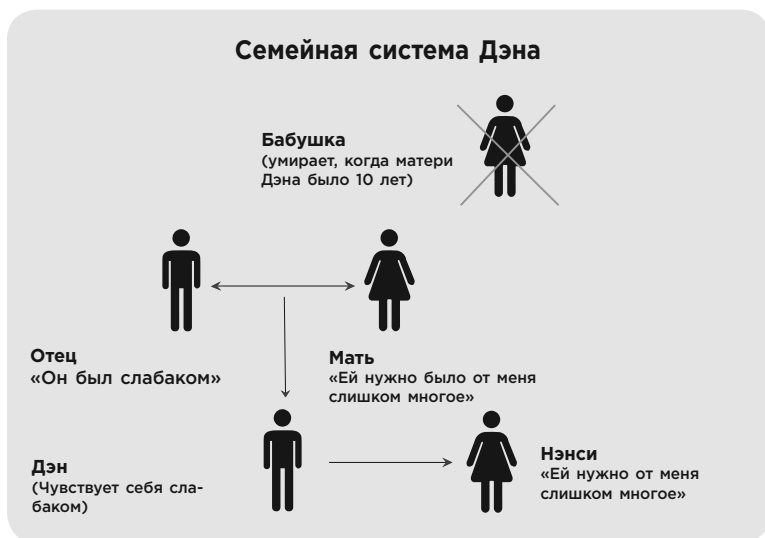 Семейная система Дэна
Бабушка
(умирает, когда матери
Дэна было 10 лет)
Отец
«Он был слабаком»
Мать
«Ей нужно было от меня
слишком многое»
Дэн
(Чувствует себя сла-
баком)
Нэнси
«Ей нужно от меня
слишком многое»